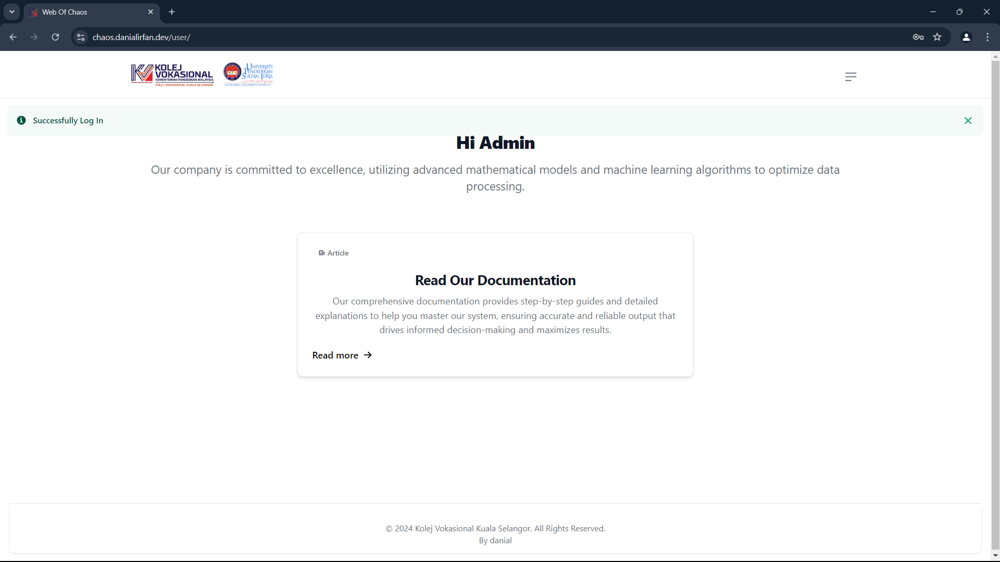 Web Of Chaos
chaos.danialirfan.dev/user/
KOLEJ
VOKASIONAL
KEMENTERIAN PENDIDIKAN MALAYSIA
KOLEJ VOKASIONAL KUALA SELANGOR
UNIVERSITI
PENDIDIKAN
SULTAN IDRIS
SULTAN IDRIS EDUCATION UNIVERSITY
Successfully Log In
Hi Admin
Our company is committed to excellence, utilizing advanced mathematical models and machine learning algorithms to optimize data
processing.
Article
Read Our Documentation
Our comprehensive documentation provides step-by-step guides and detailed
explanations to help you master our system, ensuring accurate and reliable output that
drives informed decision-making and maximizes results.
Read more
© 2024 Kolej Vokasional Kuala Selangor. All Rights Reserved.
By danial